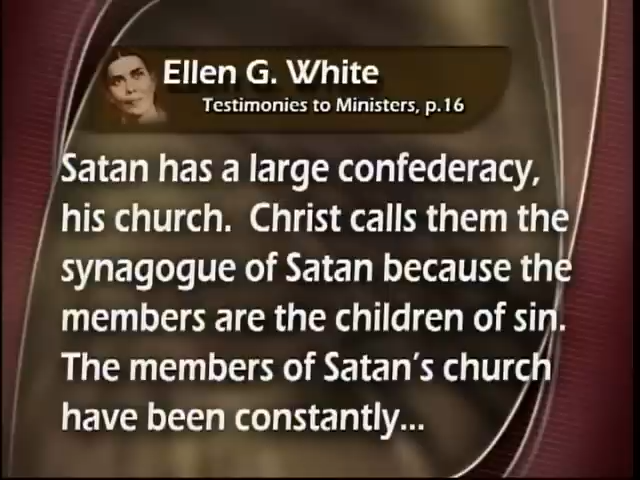 Ellen G. White
Testimonies to Ministers, p.16
Satan has a large confederacy,
his church.  Christ calls them the
synagogue of Satan because the
members are the children of sin.
The members of Satan's church
have been constantly...